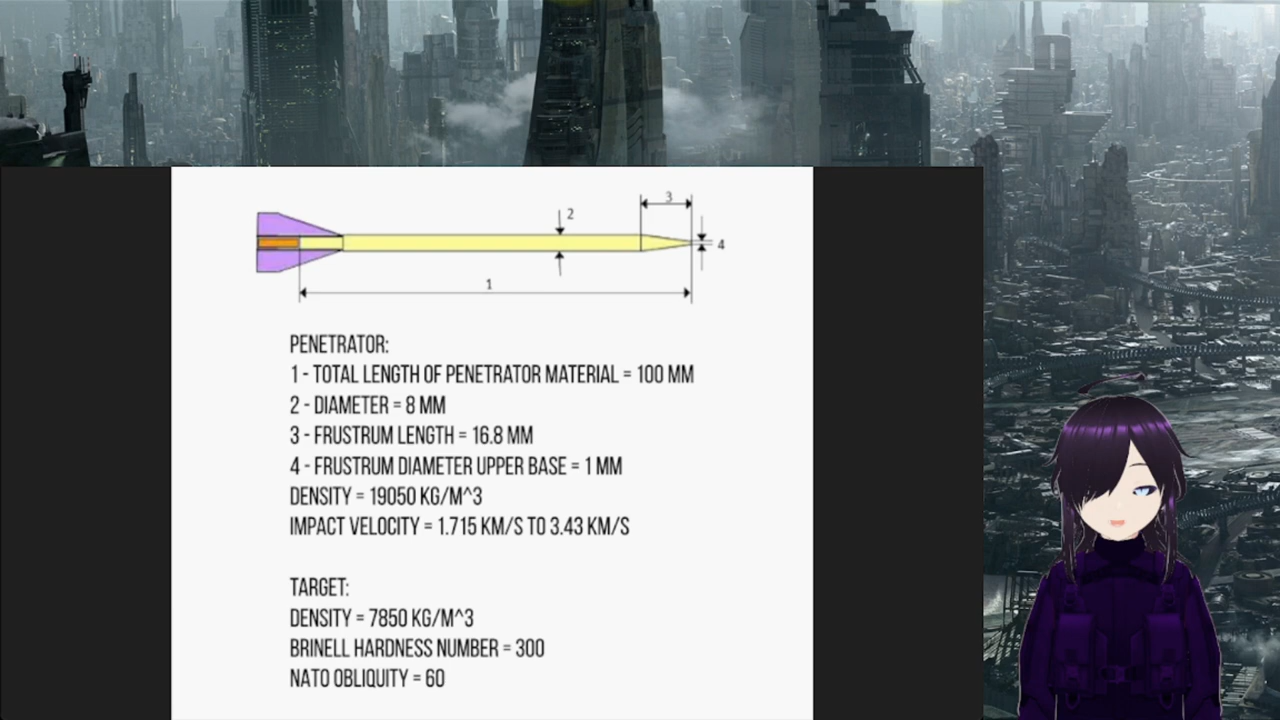 3
2
4
1
PENETRATOR:
1 - TOTAL LENGTH OF PENETRATOR MATERIAL = 100 MM
2 - DIAMETER = 8 MM
3 - FRUSTRUM LENGTH = 16.8 MM
4 - FRUSTRUM DIAMETER UPPER BASE = 1 MM
DENSITY = 19050 KG/M^3
IMPACT VELOCITY = 1.715 KM/S TO 3.43 KM/S
TARGET:
DENSITY = 7850 KG/M^3
BRINELL HARDNESS NUMBER = 300
NATO OBLIQUITY = 60